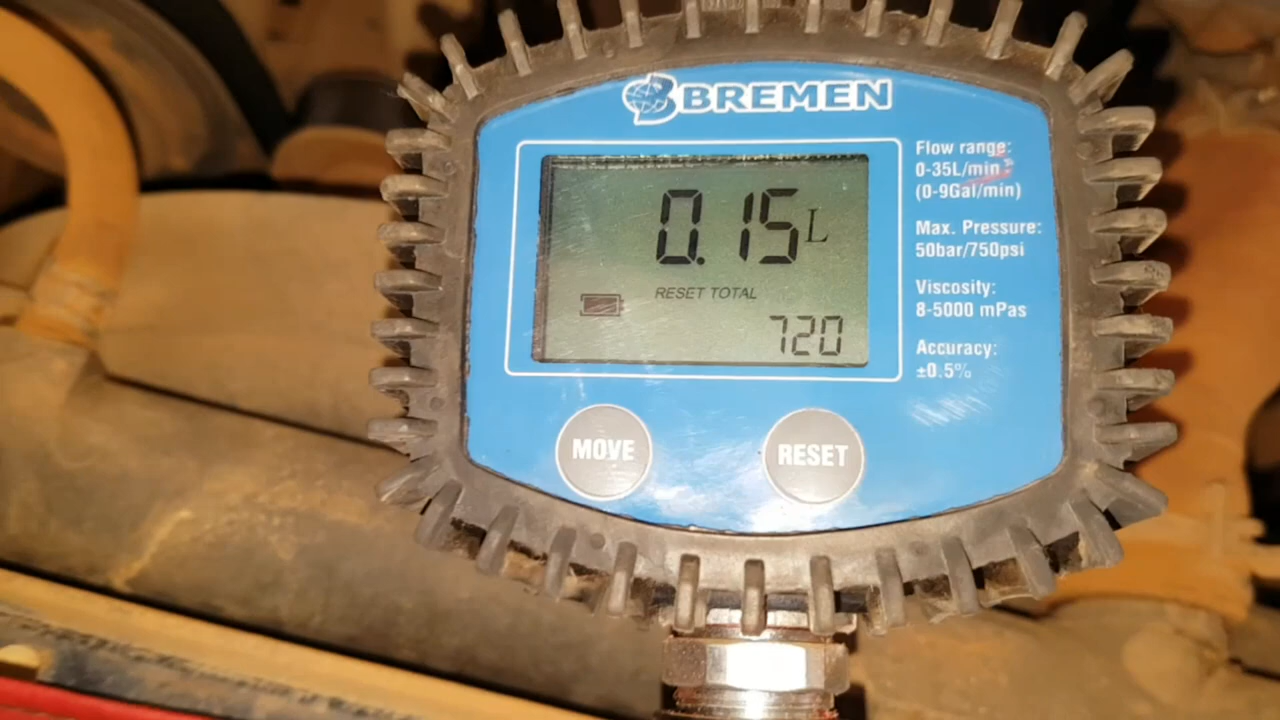 BREMEN
0.15 L
RESET TOTAL
720
Flow range:
0-35L/min
(0-9Gal/min)
Max. Pressure:
50bar/750psi
Viscosity:
8-5000 mPas
Accuracy:
±0.5%
MOVE
RESET